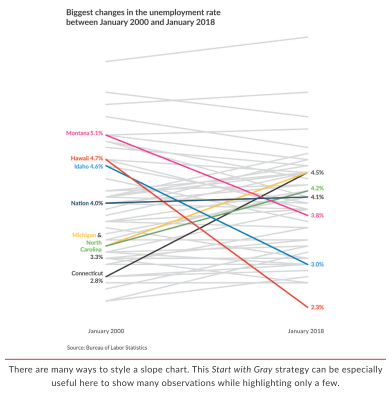 Biggest changes in the unemployment rate
between January 2000 and January 2018
Montana 5.1%
Hawaii 4.7%
Idaho 4.6%
Nation 4.0%
Michigan &
North
Carolina
3.3%
Connecticut
2.8%
4.5%
4.2%
4.1%
3.8%
3.0%
2.3%
January 2000
January 2018
Source: Bureau of Labor Statistics
There are many ways to style a slope chart. This Start with Gray strategy can be especially
useful here to show many observations while highlighting only a few.